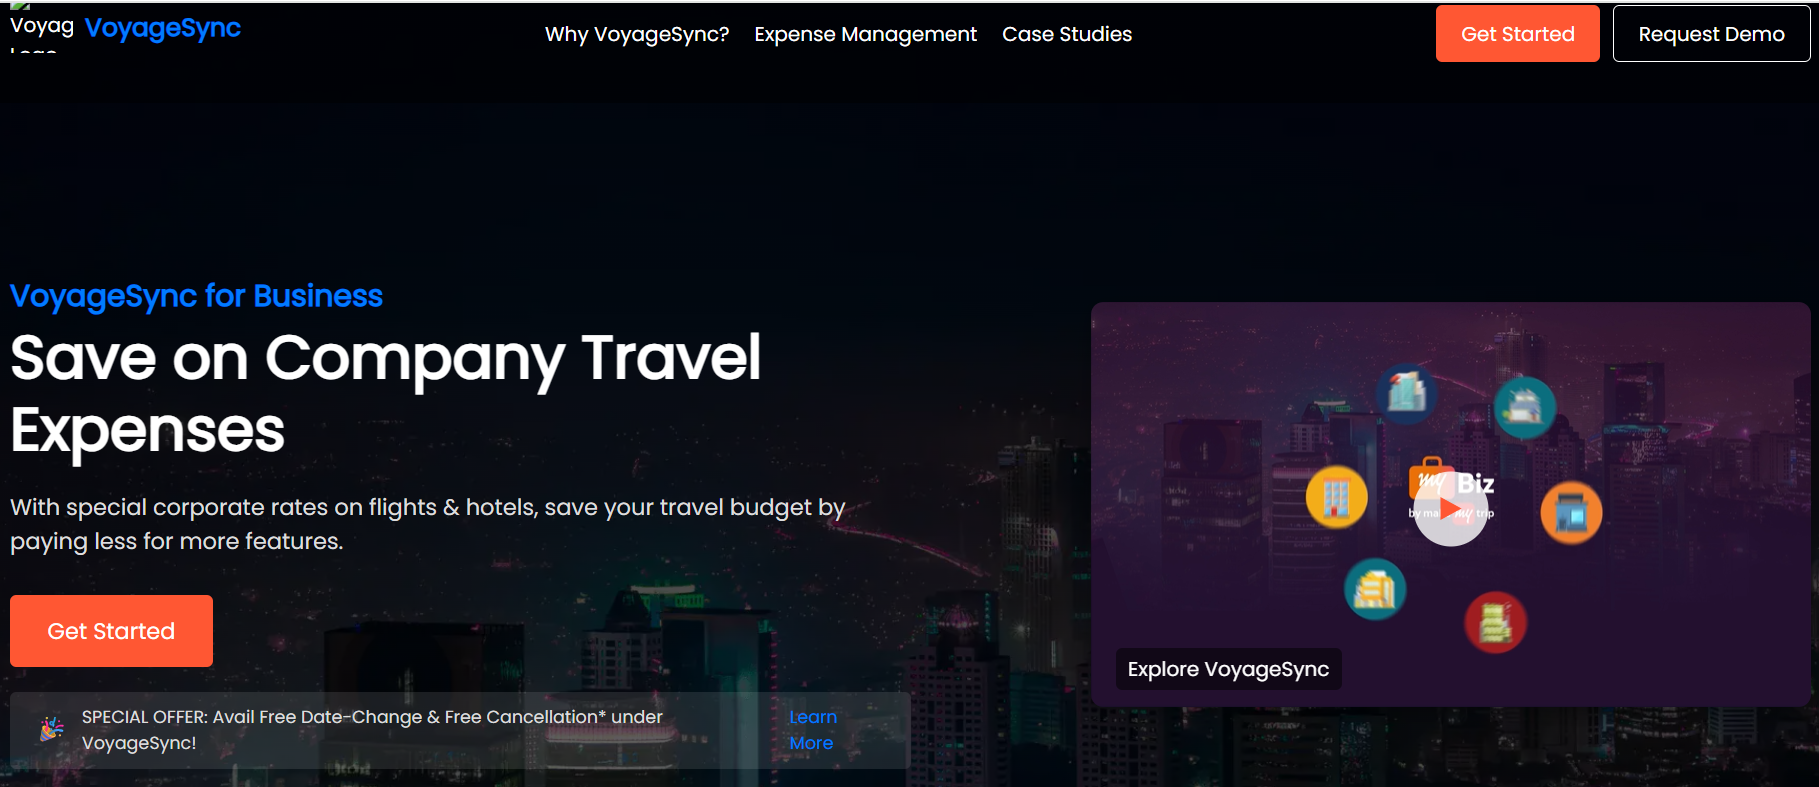 Voyag
Logo
VoyageSync
Why VoyageSync?
Expense Management
Case Studies
Get Started
Request Demo
VoyageSync for Business
Save on Company Travel
Expenses
With special corporate rates on flights & hotels, save your travel budget by
paying less for more features.
Get Started
SPECIAL OFFER: Avail Free Date-Change & Free Cancellation* under
VoyageSync!
Learn
More
my Biz
by ma my trip
Explore VoyageSync